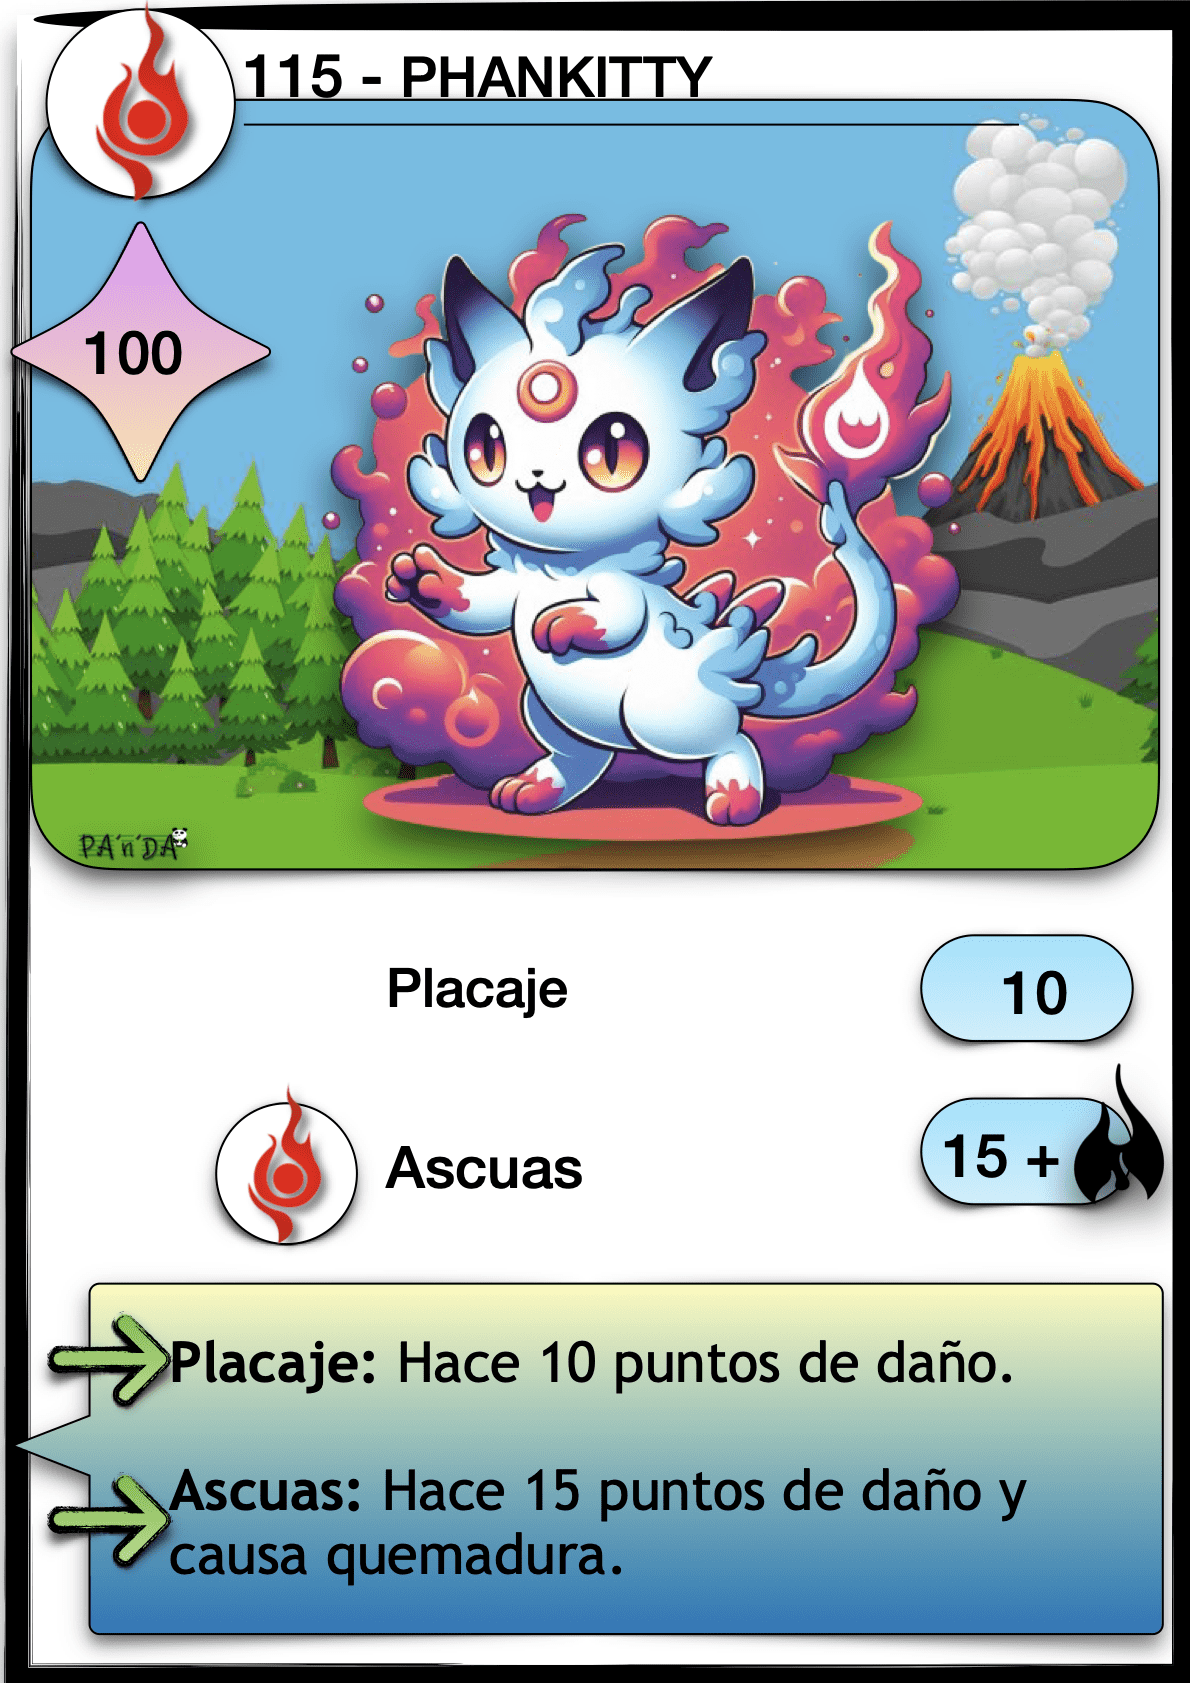 115 - PHANKITTY
100
PA'n'DA
Placaje
10
Ascuas
15 +
Placaje: Hace 10 puntos de daño.
Ascuas: Hace 15 puntos de daño y
causa quemadura.